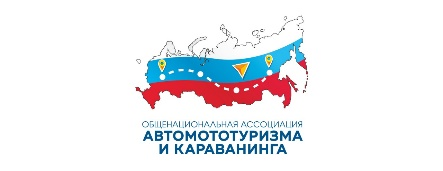 ОБЩЕНАЦИОНАЛЬНАЯ АССОЦИАЦИЯ
АВТОМОТОТУРИЗМА
И КАРАВАНИНГА